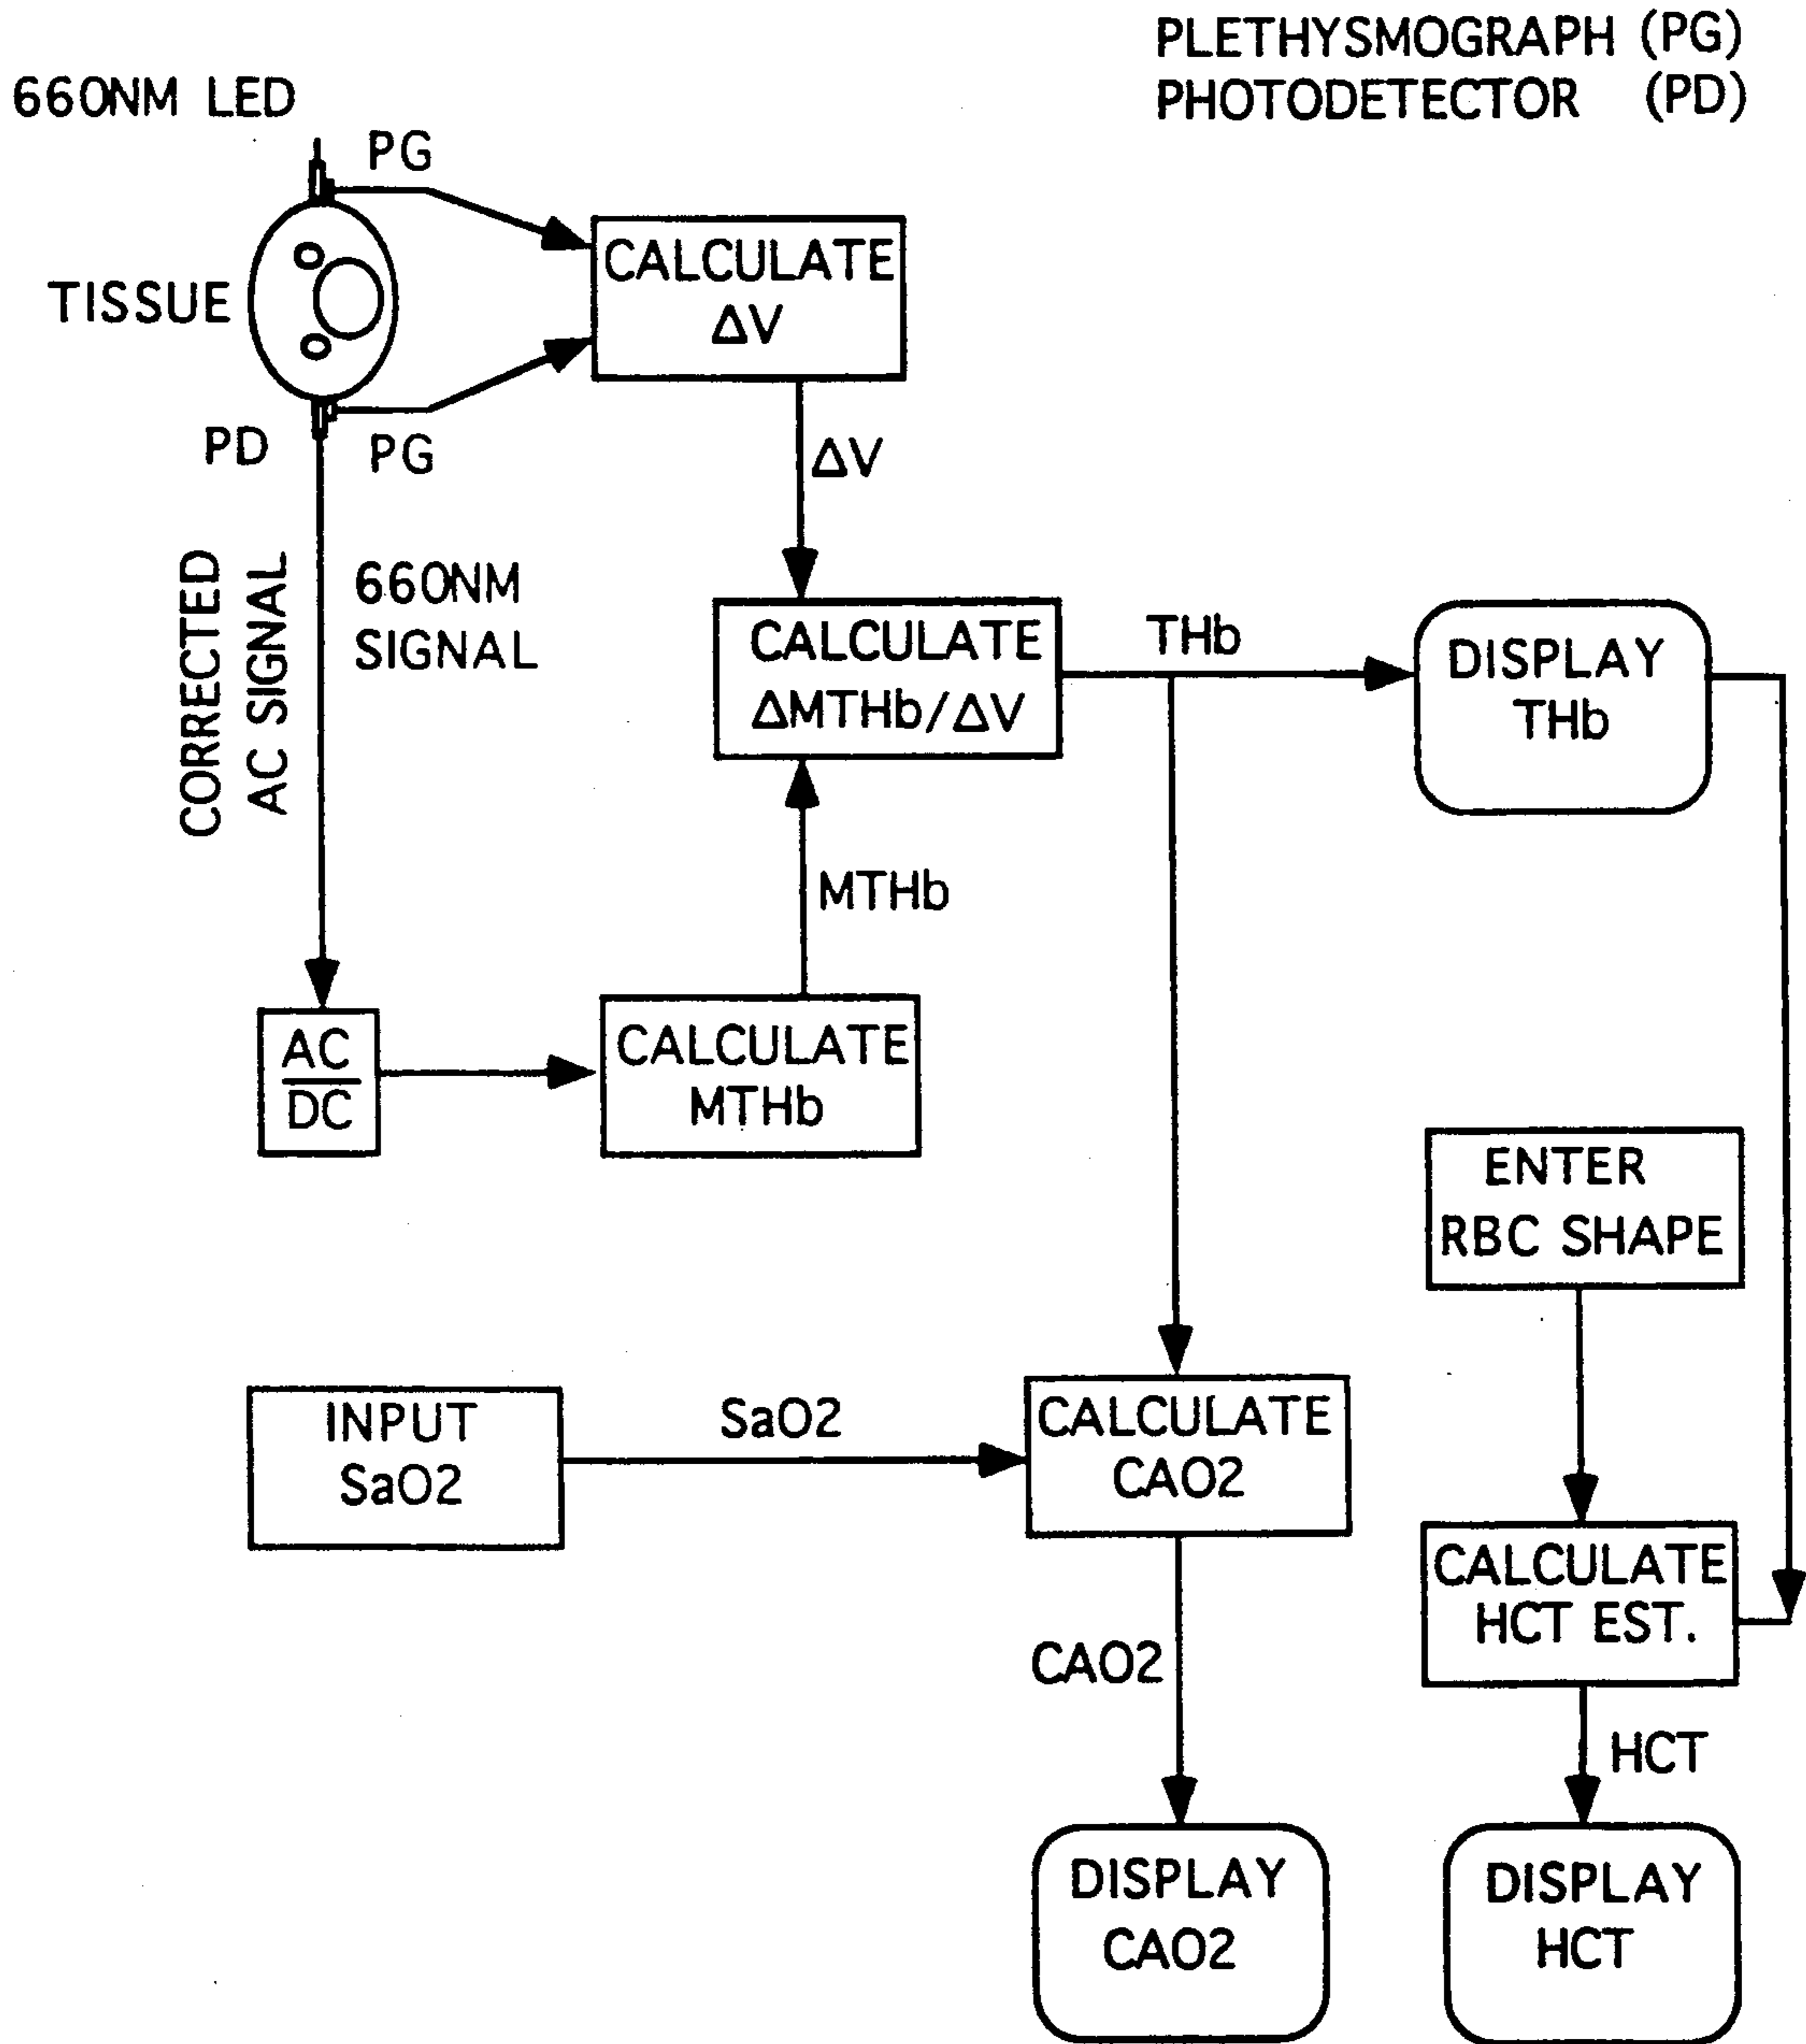 PLETHYSMOGRAPH (PG)
PHOTODETECTOR (PD)
660NM LED
PG
TISSUE
CALCULATE
ΔV
PD
PG
ΔV
CORRECTED
AC SIGNAL
660NM
SIGNAL
CALCULATE
ΔMTHb/ΔV
THb
DISPLAY
THb
MTHb
AC
DC
CALCULATE
MTHb
ENTER
RBC SHAPE
INPUT
SaO2
SaO2
CALCULATE
CAO2
CALCULATE
HCT EST.
CAO2
HCT
DISPLAY
CAO2
DISPLAY
HCT